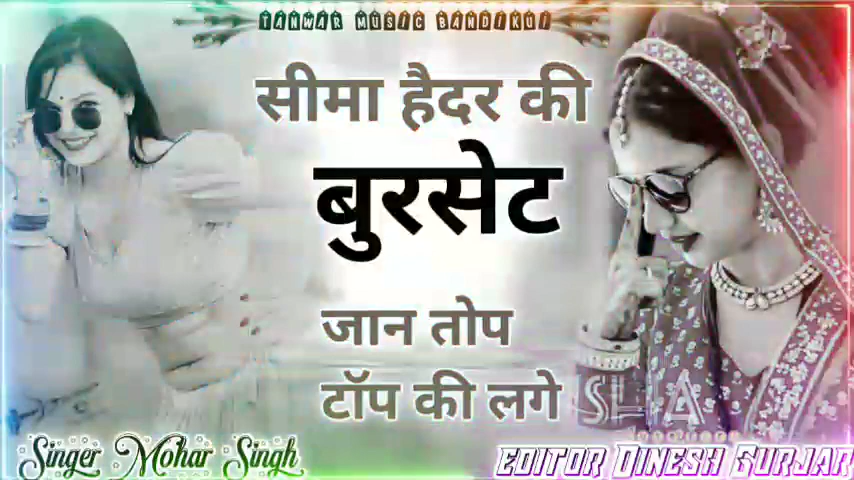 TANWAR MUSIC BANDIKUI
सीमा हैदर की
बुरसेट
जान तोप
टॉप की लगे
Singer Mohar Singh
EDITOR DINESH GURJAR